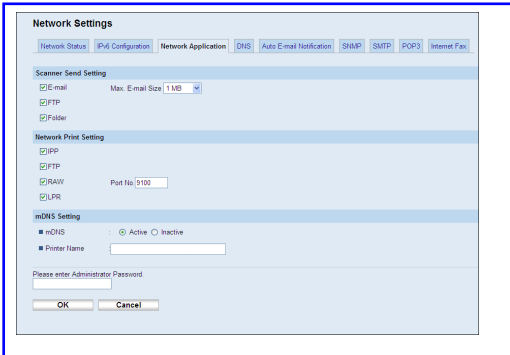 Network Settings
Network Status IPv6 Configuration Network Application DNS Auto E-mail Notification SNMP SMTP POP3 Internet Fax
Scanner Send Setting
E-mail Max. E-mail Size 1 MB
FTP
Folder
Network Print Setting
IPP
FTP
RAW Port No. 9100
LPR
mDNS Setting
mDNS : Active Inactive
Printer Name :
Please enter Administrator Password.
OK Cancel